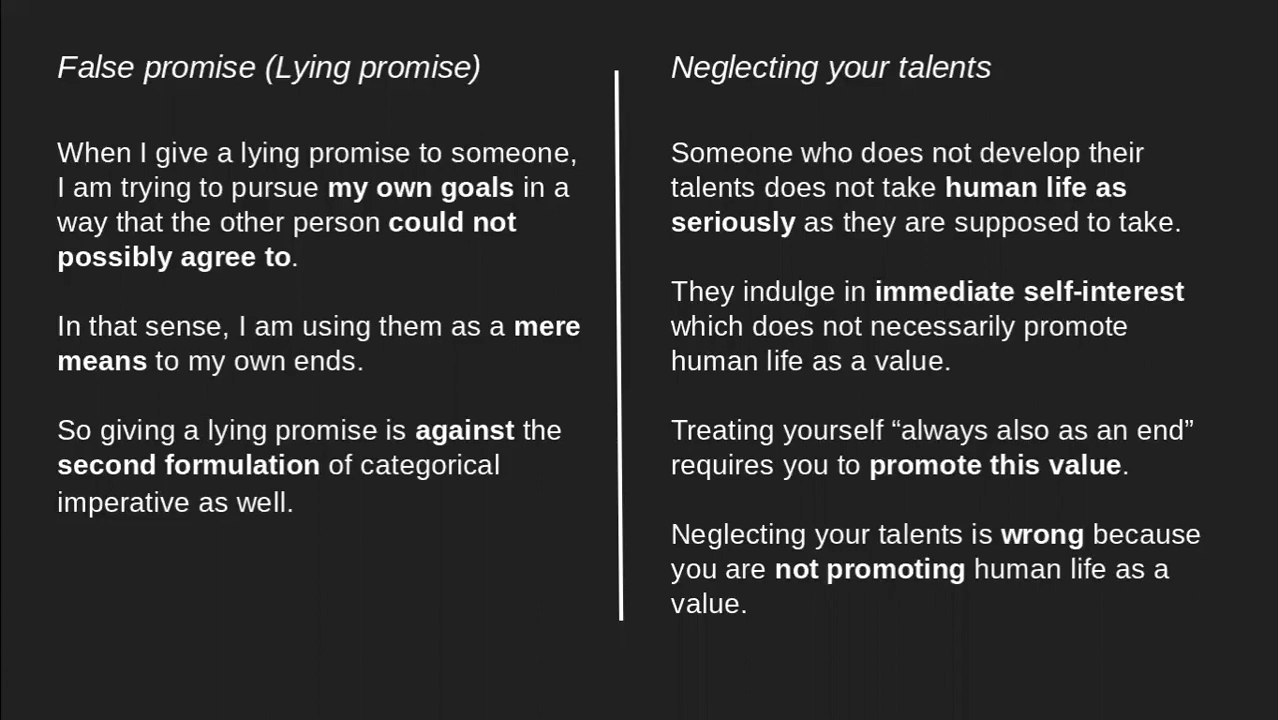 False promise (Lying promise)
When I give a lying promise to someone,
I am trying to pursue my own goals in a
way that the other person could not
possibly agree to.
In that sense, I am using them as a mere
means to my own ends.
So giving a lying promise is against the
second formulation of categorical
imperative as well.
Neglecting your talents
Someone who does not develop their
talents does not take human life as
seriously as they are supposed to take.
They indulge in immediate self-interest
which does not necessarily promote
human life as a value.
Treating yourself “always also as an end”
requires you to promote this value.
Neglecting your talents is wrong because
you are not promoting human life as a
value.